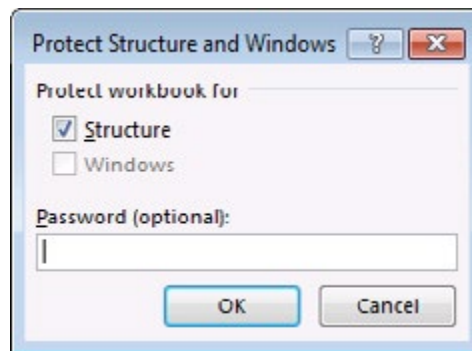 Protect Structure and Windows ?
Protect workbook for
Structure
Windows
Password (optional):
OK Cancel